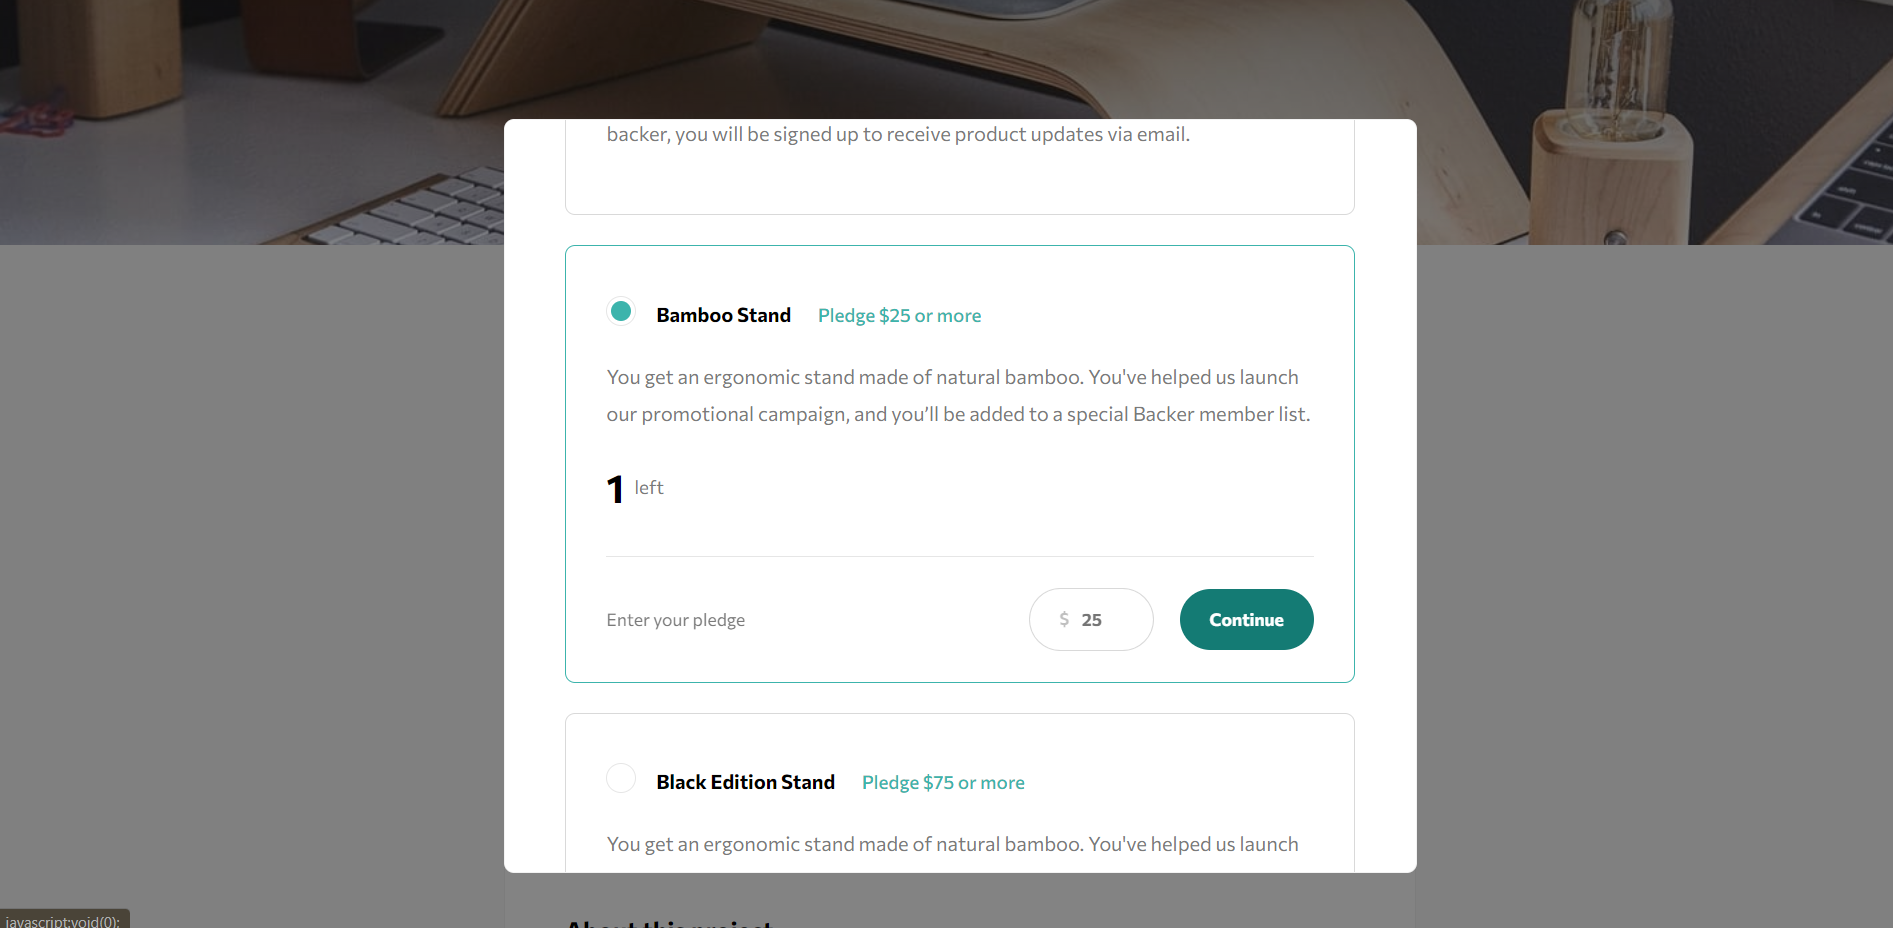 backer, you will be signed up to receive product updates via email.
Bamboo Stand Pledge $25 or more
You get an ergonomic stand made of natural bamboo. You've helped us launch
our promotional campaign, and you’ll be added to a special Backer member list.
1 left
Enter your pledge $ 25 Continue
Black Edition Stand Pledge $75 or more
You get an ergonomic stand made of natural bamboo. You've helped us launch
About this project
javascript:void(0);